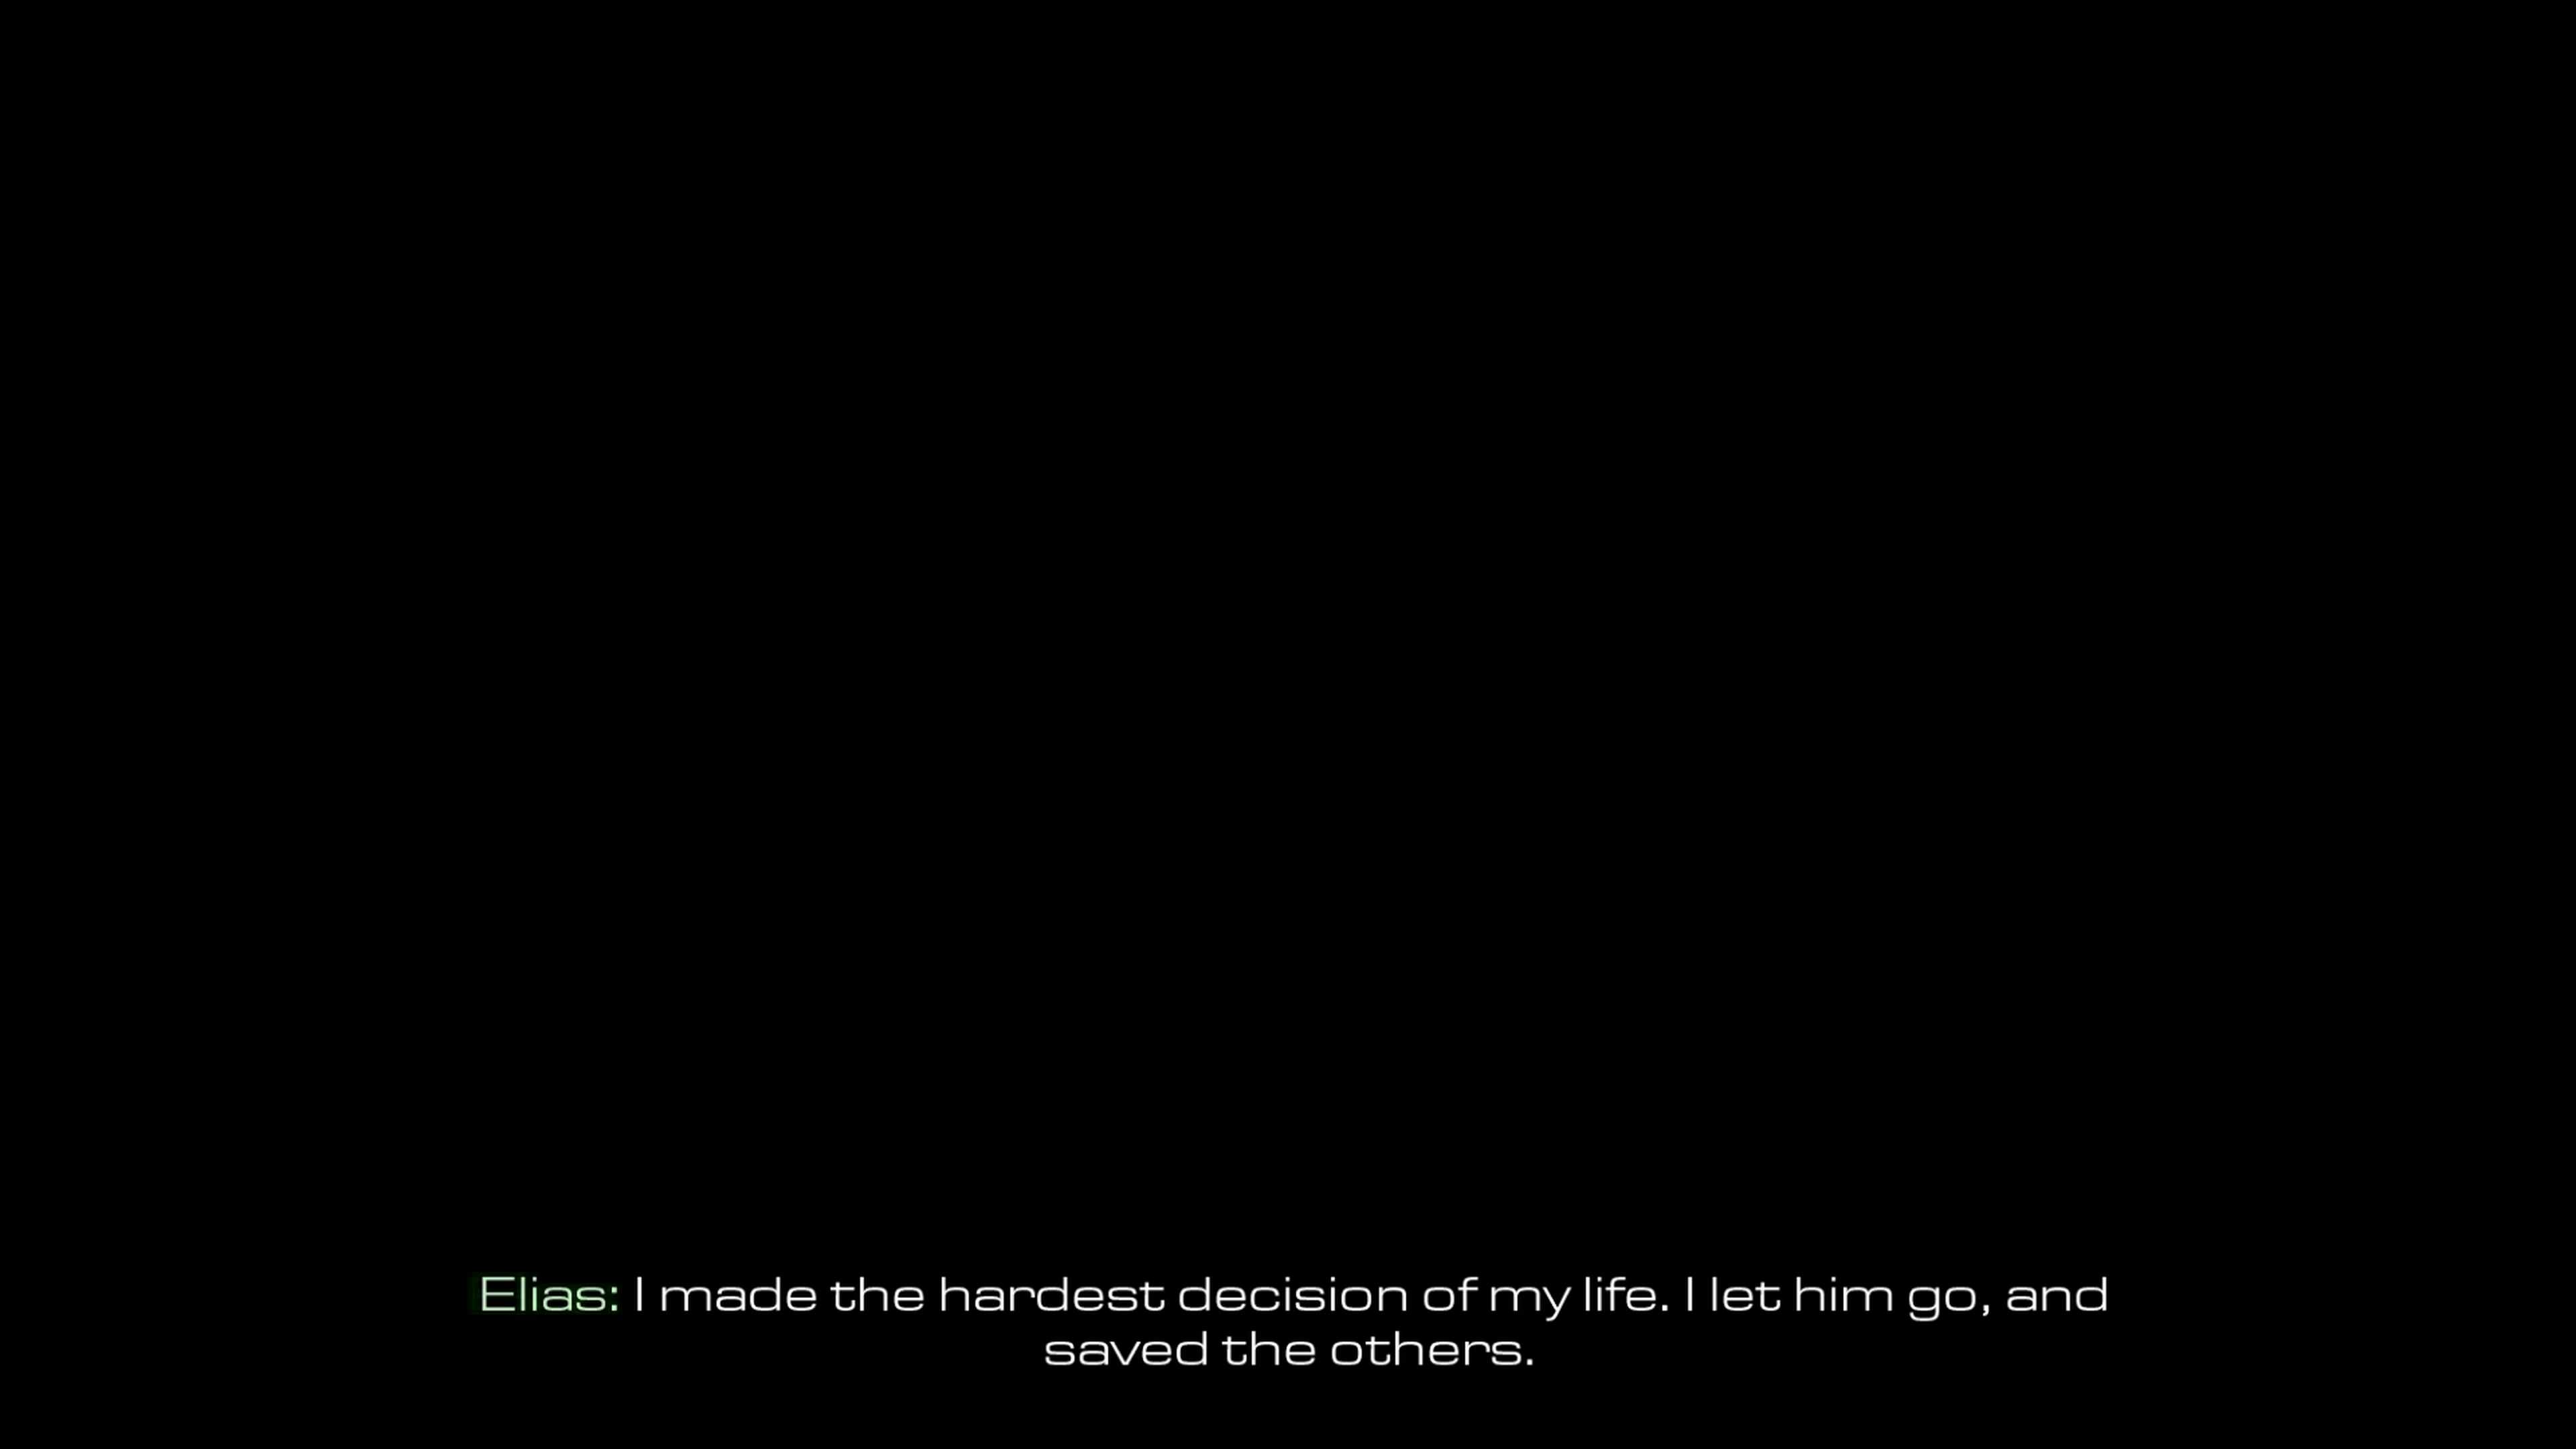 Elias: I made the hardest decision of my life. I let him go, and
saved the others.